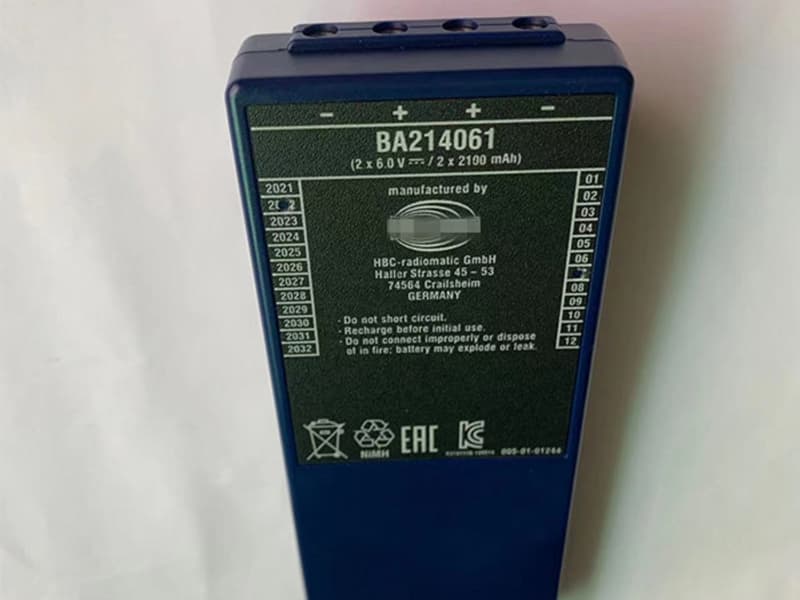 - + + -
BA214061
(2 x 6.0 V ⎓ / 2 x 2100 mAh)
manufactured by
HBC-radiomatic GmbH
Haller Strasse 45 - 53
74564 Crailsheim
GERMANY
2021
2023
2024
2025
2026
2027
2028
2029
2030
2031
2032
01
02
03
04
05
06
08
09
10
11
12
- Do not short circuit.
- Recharge before initial use.
- Do not connect improperly or dispose
of in fire; battery may explode or leak.
NiMH
EAC
KC
005-01-01244